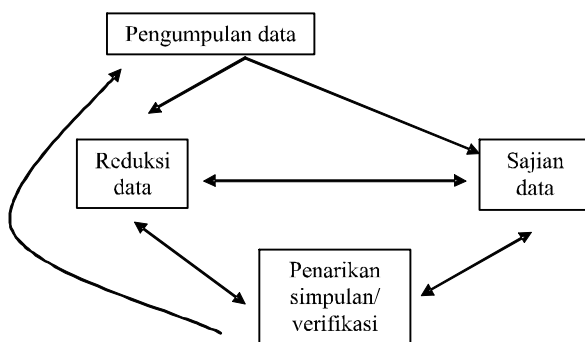 Pengumpulan data
Reduksi
data
Sajian
data
Penarikan
simpulan/
verifikasi